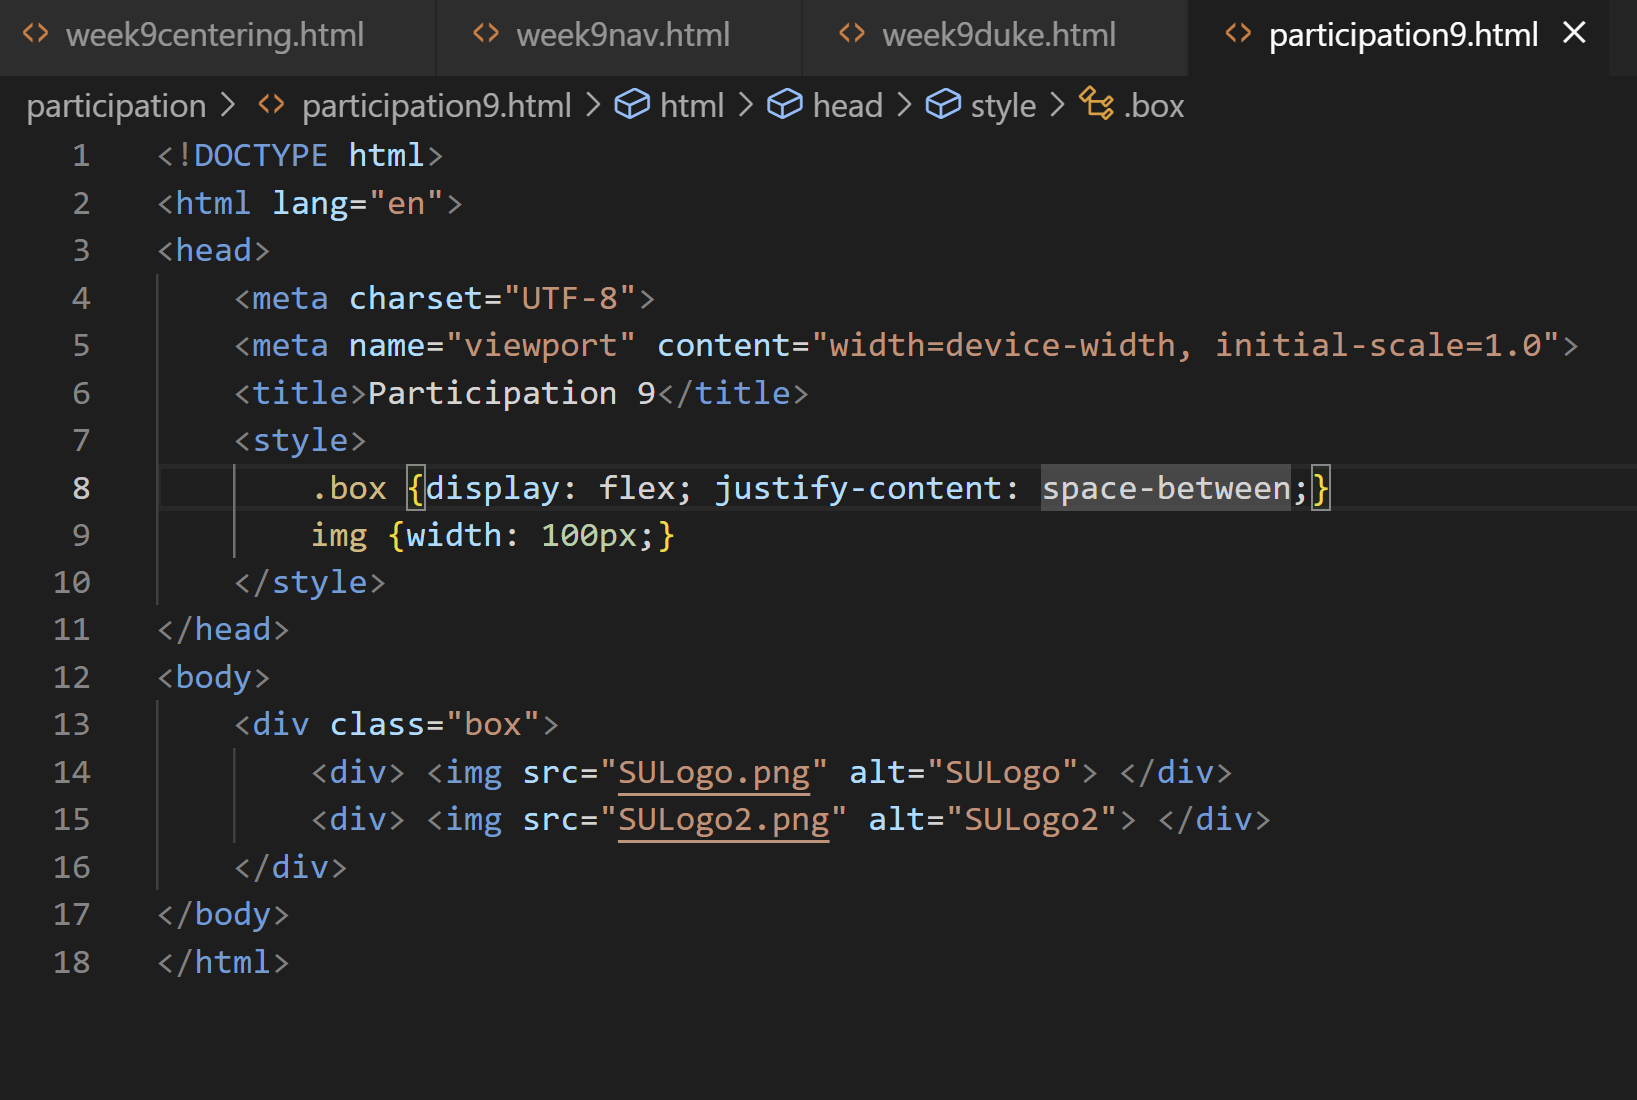 week9centering.html week9nav.html week9duke.html participation9.html
participation > participation9.html > html > head > style > .box
1 <!DOCTYPE html>
2 <html lang="en">
3 <head>
4     <meta charset="UTF-8">
5     <meta name="viewport" content="width=device-width, initial-scale=1.0">
6     <title>Participation 9</title>
7     <style>
8         .box {display: flex; justify-content: space-between;}
9         img {width: 100px;}
10     </style>
11 </head>
12 <body>
13     <div class="box">
14         <div> <img src="SULogo.png" alt="SULogo"> </div>
15         <div> <img src="SULogo2.png" alt="SULogo2"> </div>
16     </div>
17 </body>
18 </html>